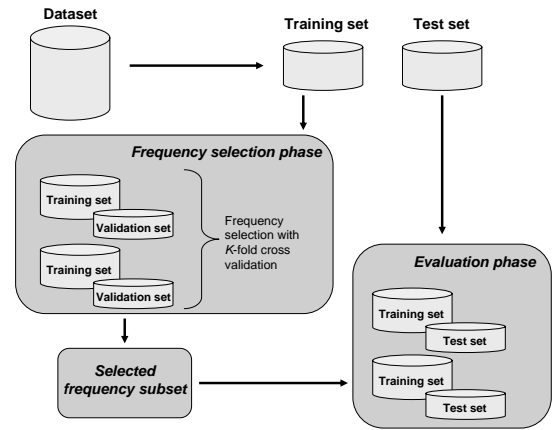 Dataset
Training set
Test set
Frequency selection phase
Training set
Validation set
Training set
Validation set
Frequency
selection with
K-fold cross
validation
Evaluation phase
Training set
Test set
Training set
Test set
Selected
frequency subset